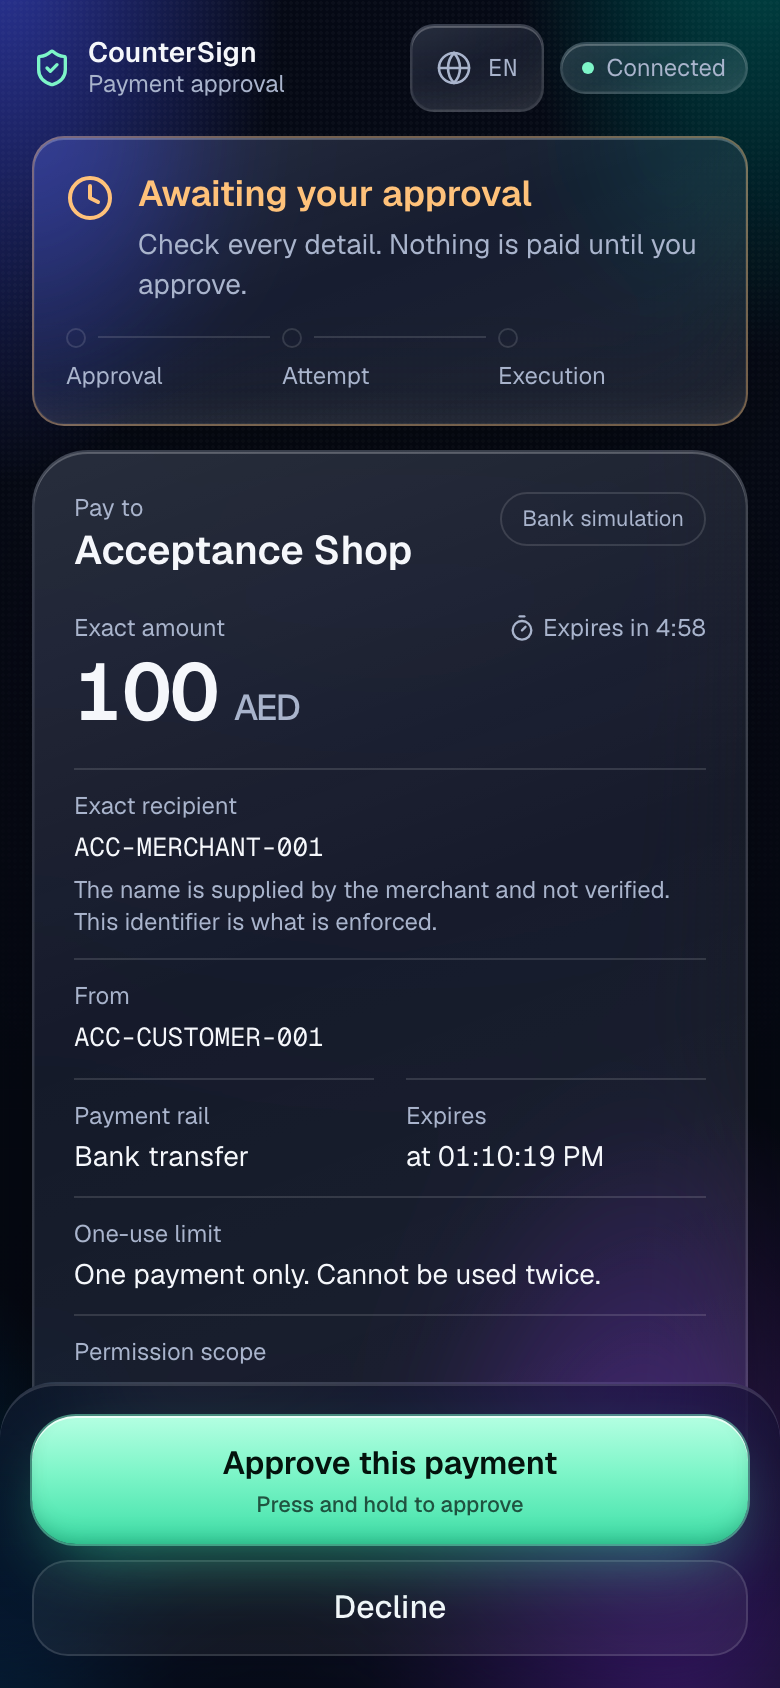 CounterSign
Payment approval
EN
Connected
Awaiting your approval
Check every detail. Nothing is paid until you
approve.
Approval
Attempt
Execution
Pay to
Bank simulation
Acceptance Shop
Exact amount
Expires in 4:58
100 AED
Exact recipient
ACC-MERCHANT-001
The name is supplied by the merchant and not verified.
This identifier is what is enforced.
From
ACC-CUSTOMER-001
Payment rail
Expires
Bank transfer
at 01:10:19 PM
One-use limit
One payment only. Cannot be used twice.
Permission scope
Approve this payment
Press and hold to approve
Decline